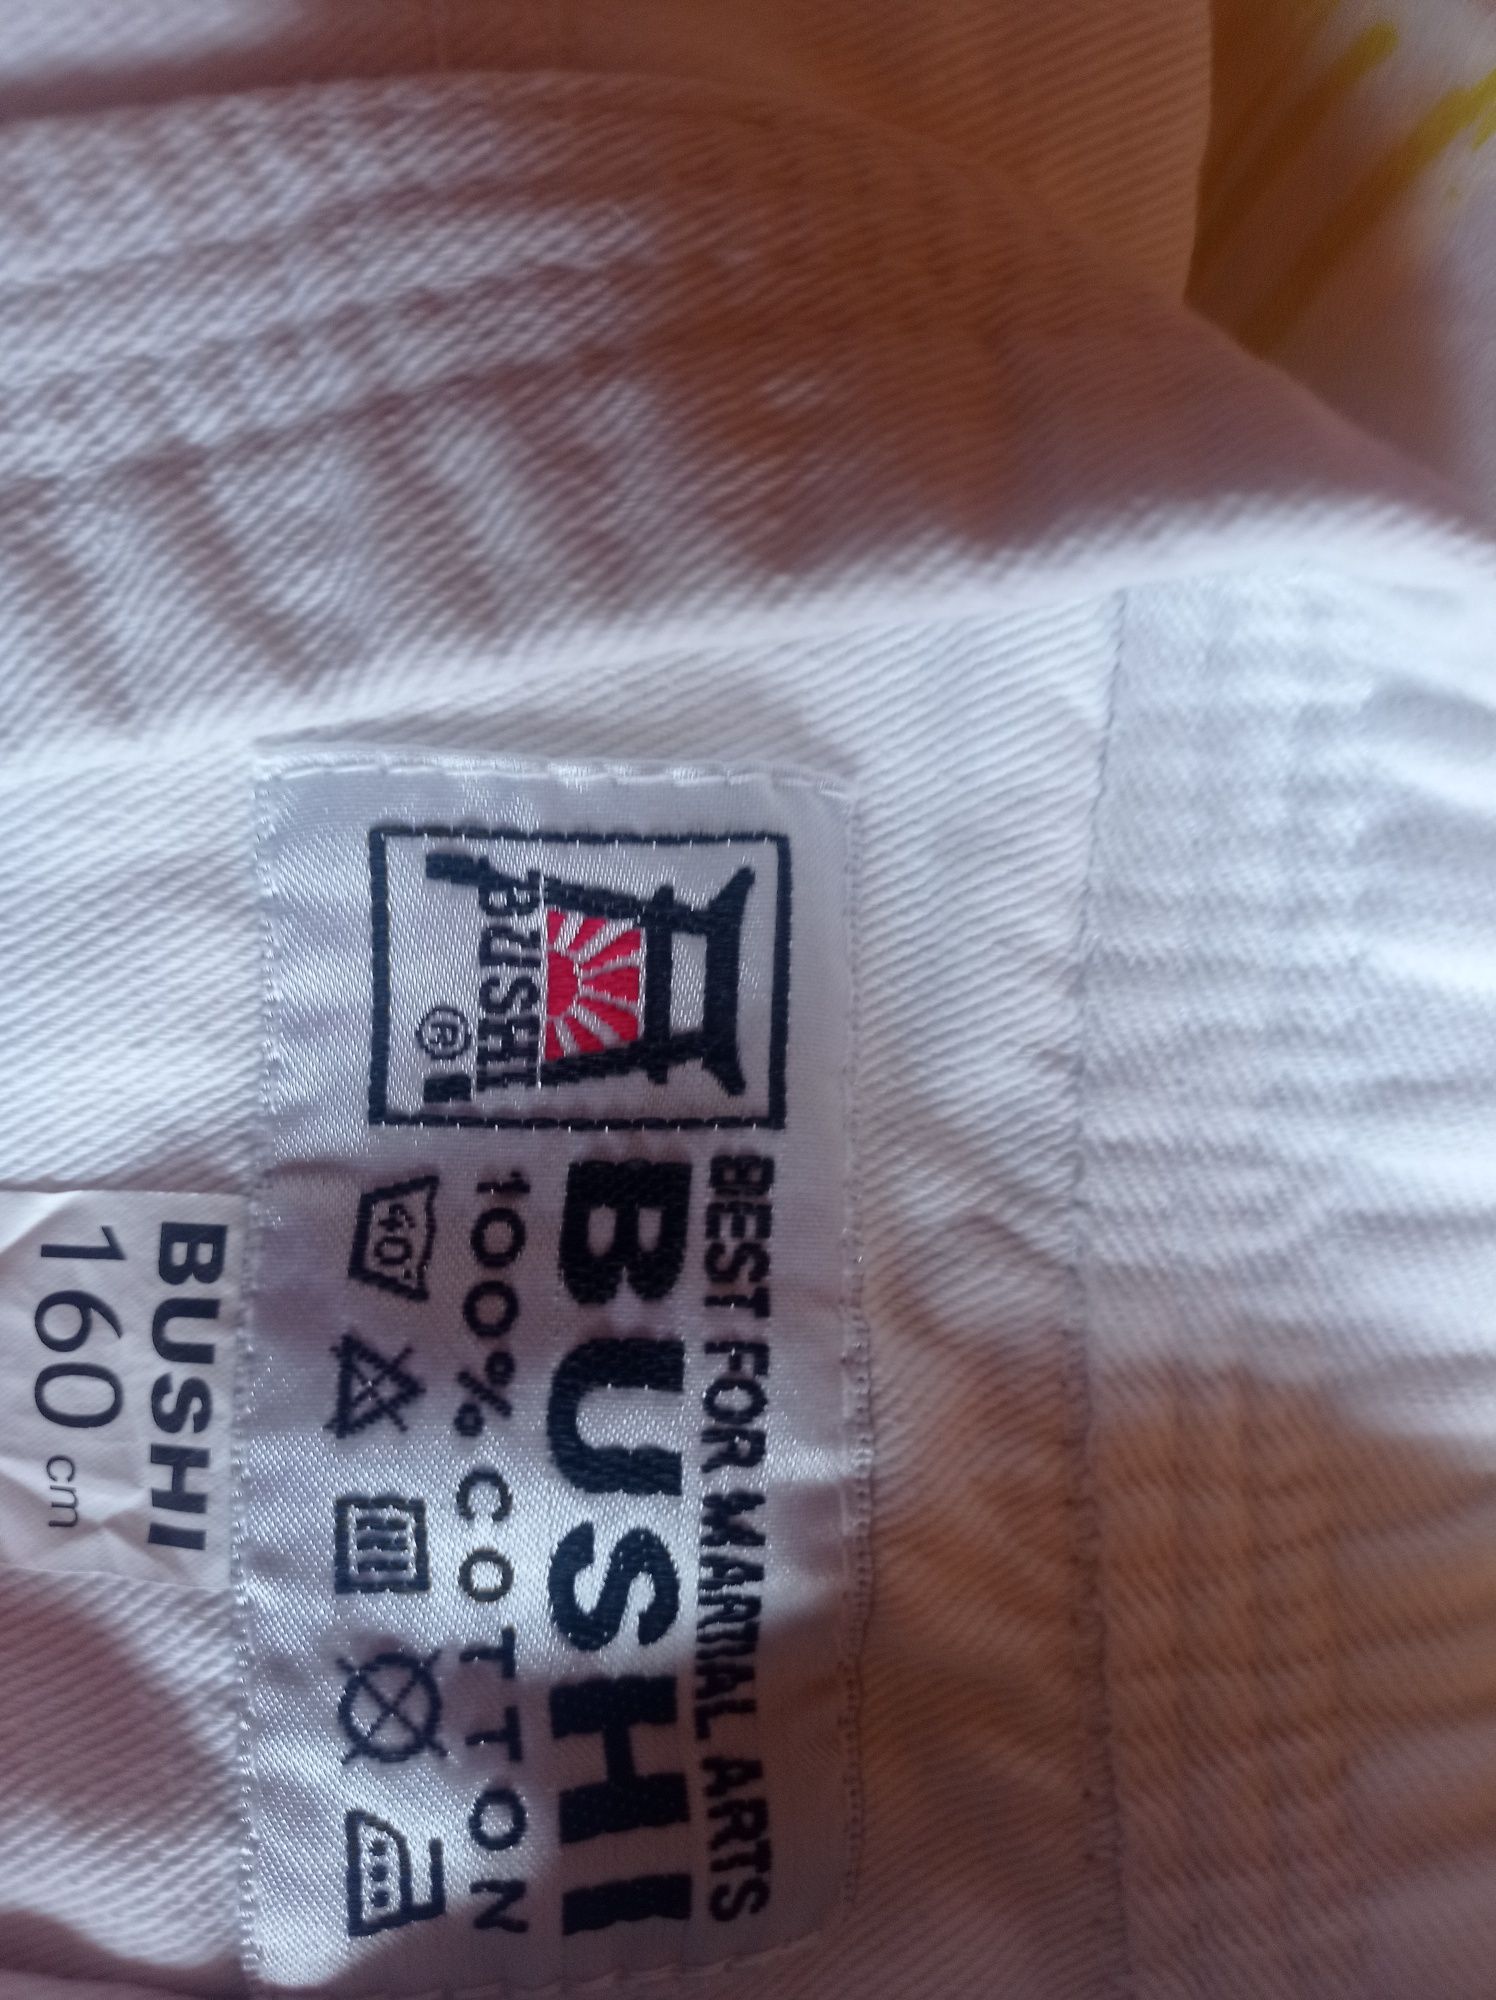 BUSHI
®
BEST FOR MARTIAL ARTS
BUSHI
100% COTTON
40°
BUSHI
160 cm